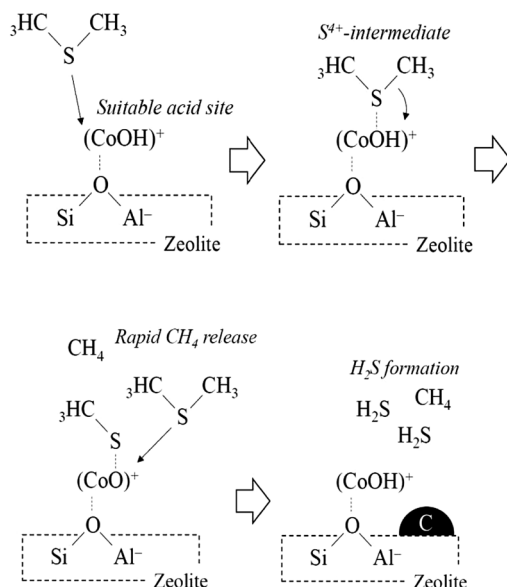 ₃HC CH₃
S
Suitable acid site
(CoOH)⁺
O
Si Al⁻
Zeolite
S⁴⁺-intermediate
₃HC CH₃
S
(CoOH)⁺
O
Si Al⁻
Zeolite
CH₄ Rapid CH₄ release
₃HC CH₃
₃HC S
S
(CoO)⁺
O
Si Al⁻
Zeolite
H₂S formation
H₂S CH₄
H₂S
(CoOH)⁺
O C
Si Al⁻
Zeolite